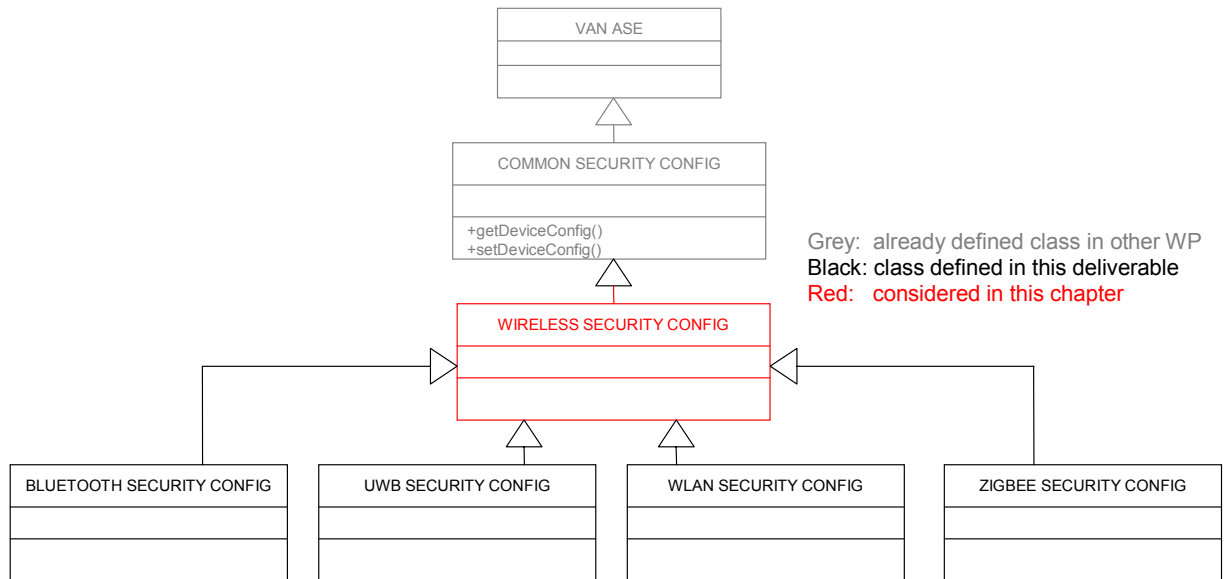 VAN ASE
COMMON SECURITY CONFIG
+getDeviceConfig()
+setDeviceConfig()
Grey: already defined class in other WP
Black: class defined in this deliverable
Red: considered in this chapter
WIRELESS SECURITY CONFIG
BLUETOOTH SECURITY CONFIG
UWB SECURITY CONFIG
WLAN SECURITY CONFIG
ZIGBEE SECURITY CONFIG